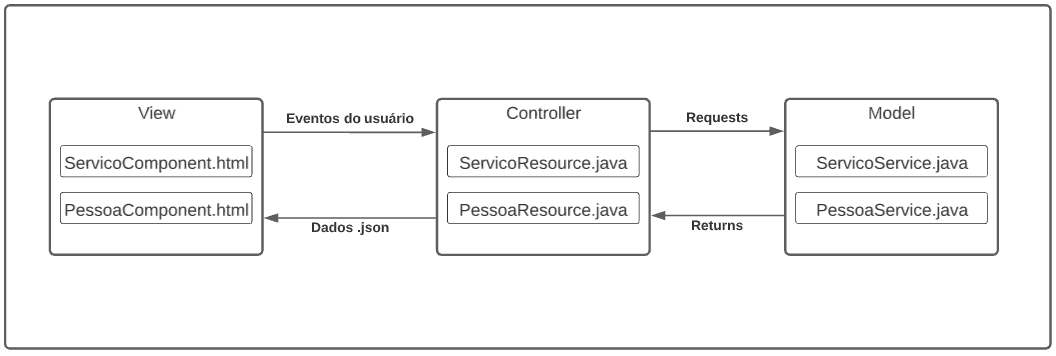 View
ServicoComponent.html
PessoaComponent.html
Eventos do usuário
Dados .json
Controller
ServicoResource.java
PessoaResource.java
Requests
Returns
Model
ServicoService.java
PessoaService.java